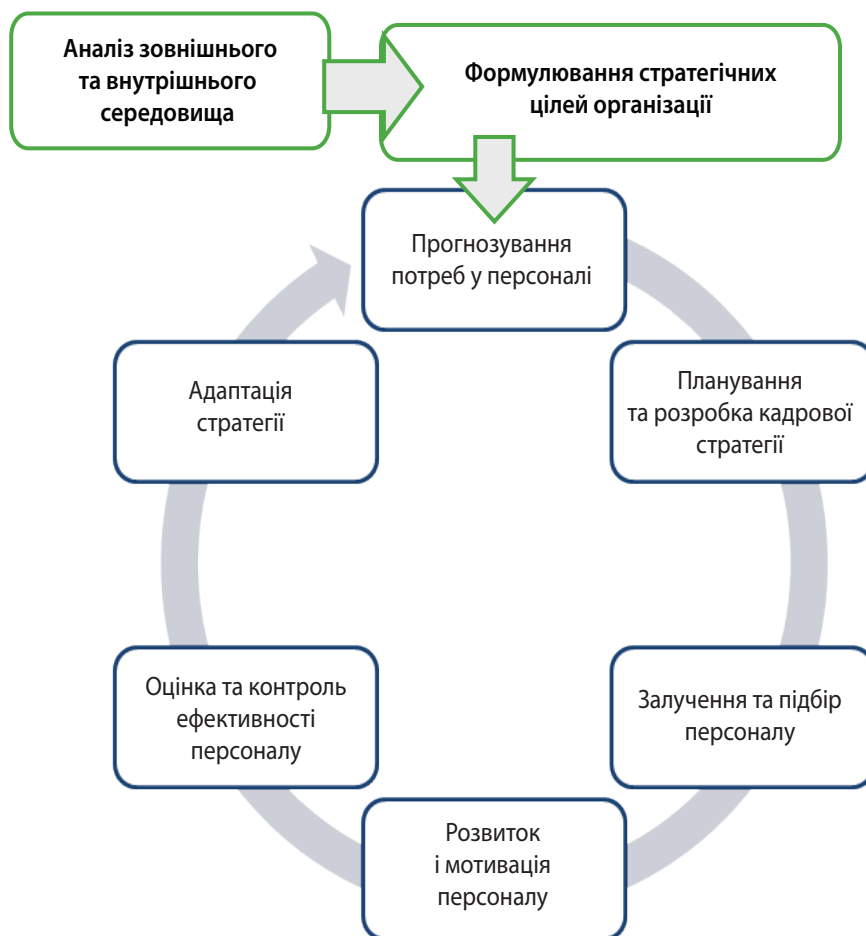 Аналіз зовнішнього
та внутрішнього
середовища
Формулювання стратегічних
цілей організації
Прогнозування
потреб у персоналі
Планування
та розробка кадрової
стратегії
Залучення та підбір
персоналу
Розвиток
і мотивація
персоналу
Оцінка та контроль
ефективності
персоналу
Адаптація
стратегії